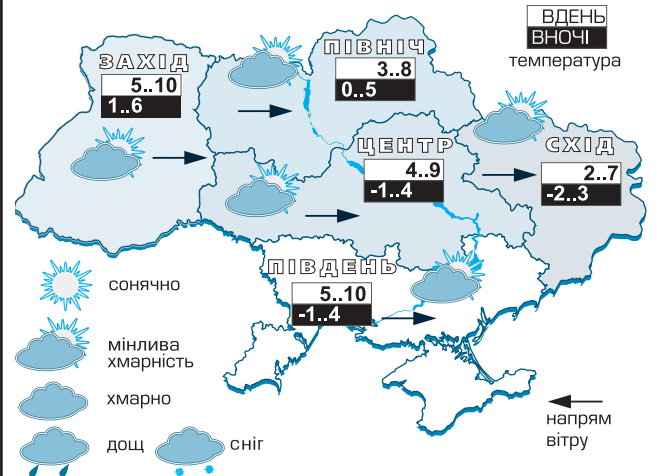 ВДЕНЬ
ВНОЧІ
температура
ПІВНІЧ
3..8
0..5
ЗАХІД
5..10
1..6
ЦЕНТР
4..9
-1..4
СХІД
2..7
-2..3
ПІВДЕНЬ
5..10
-1..4
сонячно
мінлива
хмарність
хмарно
дощ
сніг
напрям
вітру